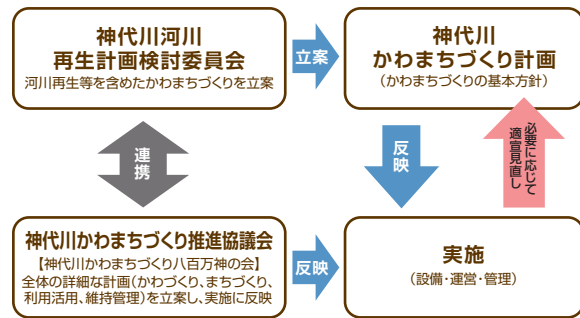 神代川河川
再生計画検討委員会
河川再生等を含めたかわまちづくりを立案
立案
神代川
かわまちづくり計画
(かわまちづくりの基本方針)
連携
反映
必要に応じて
適宣見直し
神代川かわまちづくり推進協議会
【神代川かわまちづくり八百万神の会】
全体の詳細な計画(かわづくり、まちづくり、
利用活用、維持管理)を立案し、実施に反映
反映
実施
(設備・運営・管理)